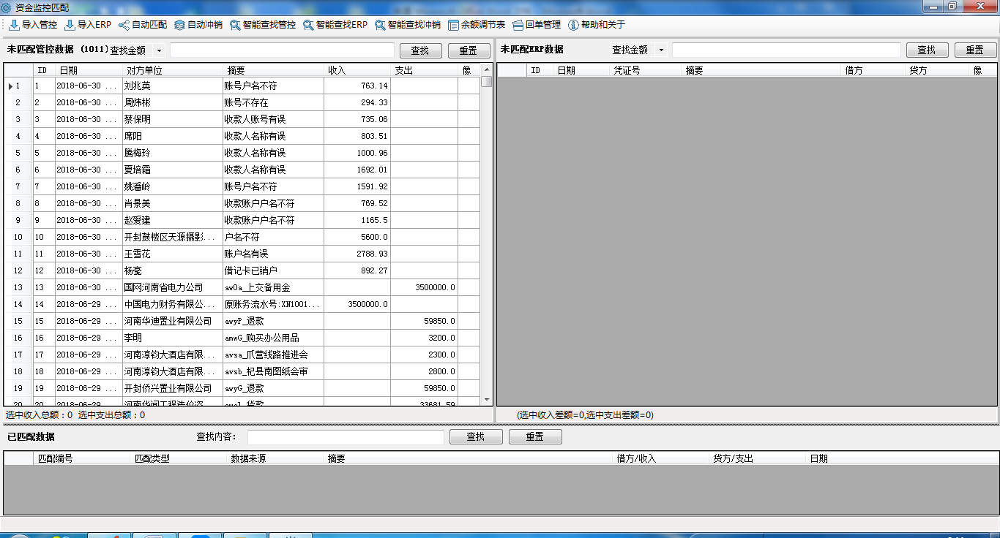 资金监控匹配
导入管控 导入ERP 自动匹配 自动冲销 智能查找管控 智能查找ERP 智能查找冲销 余额调节表 回单管理 帮助和关于
未匹配管控数据 (1011) 查找金额 查找 重置
ID 日期 对方单位 摘要 收入 支出 像
1 1 2018-06-30 ... 刘兆英 账号户名不符 763.14
2 2 2018-06-30 ... 周炜彬 账号不存在 294.33
3 3 2018-06-30 ... 蔡保明 收款人账号有误 735.06
4 4 2018-06-30 ... 席阳 收款人名称有误 803.51
5 5 2018-06-30 ... 腾梅玲 收款人名称有误 1000.96
6 6 2018-06-30 ... 夏培霜 收款人名称有误 1692.01
7 7 2018-06-30 ... 姚潘岭 账号户名不符 1591.92
8 8 2018-06-30 ... 肖景美 收款账户户名不符 769.52
9 9 2018-06-30 ... 赵爱建 收款账户户名不符 1165.5
10 10 2018-06-30 ... 开封鼓楼区天源摄影... 户名不符 5600.0
11 11 2018-06-30 ... 王雪花 账户名有误 2788.93
12 12 2018-06-30 ... 杨毫 借记卡已销户 892.27
13 13 2018-06-30 ... 国网河南省电力公司 aw0a_上交备用金 3500000.0
14 14 2018-06-29 ... 中国电力财务有限公... 原账务流水号:XN1001... 3500000.0
15 15 2018-06-29 ... 河南华迪置业有限公司 awyP_退款 59850.0
16 16 2018-06-29 ... 李明 amwG_购买办公用品 3200.0
17 17 2018-06-29 ... 河南淳钧大酒店有限... avsa_爪营线路推进会 2300.0
18 18 2018-06-29 ... 河南淳钧大酒店有限... avsb_杞县南图纸会审 2800.0
19 19 2018-06-29 ... 开封侨兴置业有限公司 awyG_退款 59850.0
20 20 2018-06-29 ... 河南华闻工程造价咨... 货款 33681.59
选中收入总额：0 选中支出总额：0
未匹配ERP数据 查找金额 查找 重置
ID 日期 凭证号 摘要 借方 贷方 像
(选中收入差额=0,选中支出差额=0)
已匹配数据 查找内容： 查找 重置
匹配编号 匹配类型 数据来源 摘要 借方/收入 贷方/支出 日期